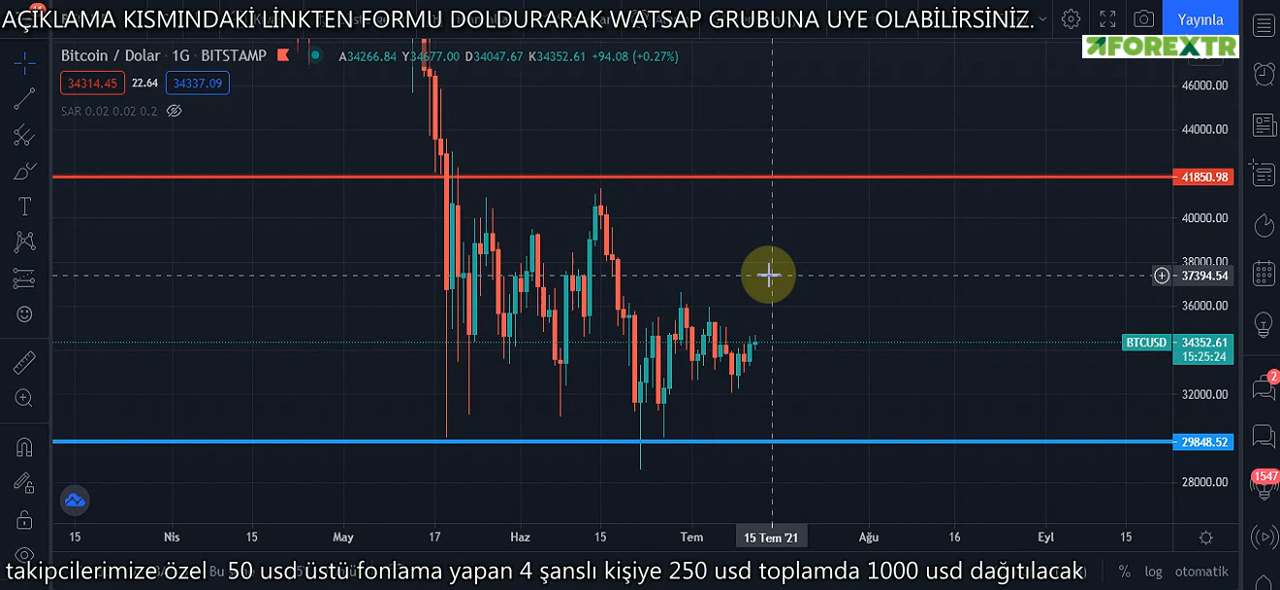 AÇIKLAMA KISMINDAKİ LİNKTEN FORMU DOLDURARAK WATSAP GRUBUNA UYE OLABİLİRSİNİZ.
Yayınla
FOREXTR
Bitcoin / Dolar · 1G · BITSTAMP A34266.84 Y34677.00 D34047.67 K34352.61 +94.08 (+0.27%)
34314.45 22.64 34337.09
SAR 0.02 0.02 0.2
46000.00
44000.00
41850.98
40000.00
38000.00
37394.54
36000.00
BTCUSD 34352.61
15:25:24
32000.00
29848.52
28000.00
2
1547
15 Nis 15 May 17 Haz 15 Tem 15 Tem '21 Ağu 16 Eyl 15
takipcilerimize özel 50 usd üstüfonlama yapan 4 şanslı kişiye 250 usd toplamda 1000 usd dağıtılacak
% log otomatik